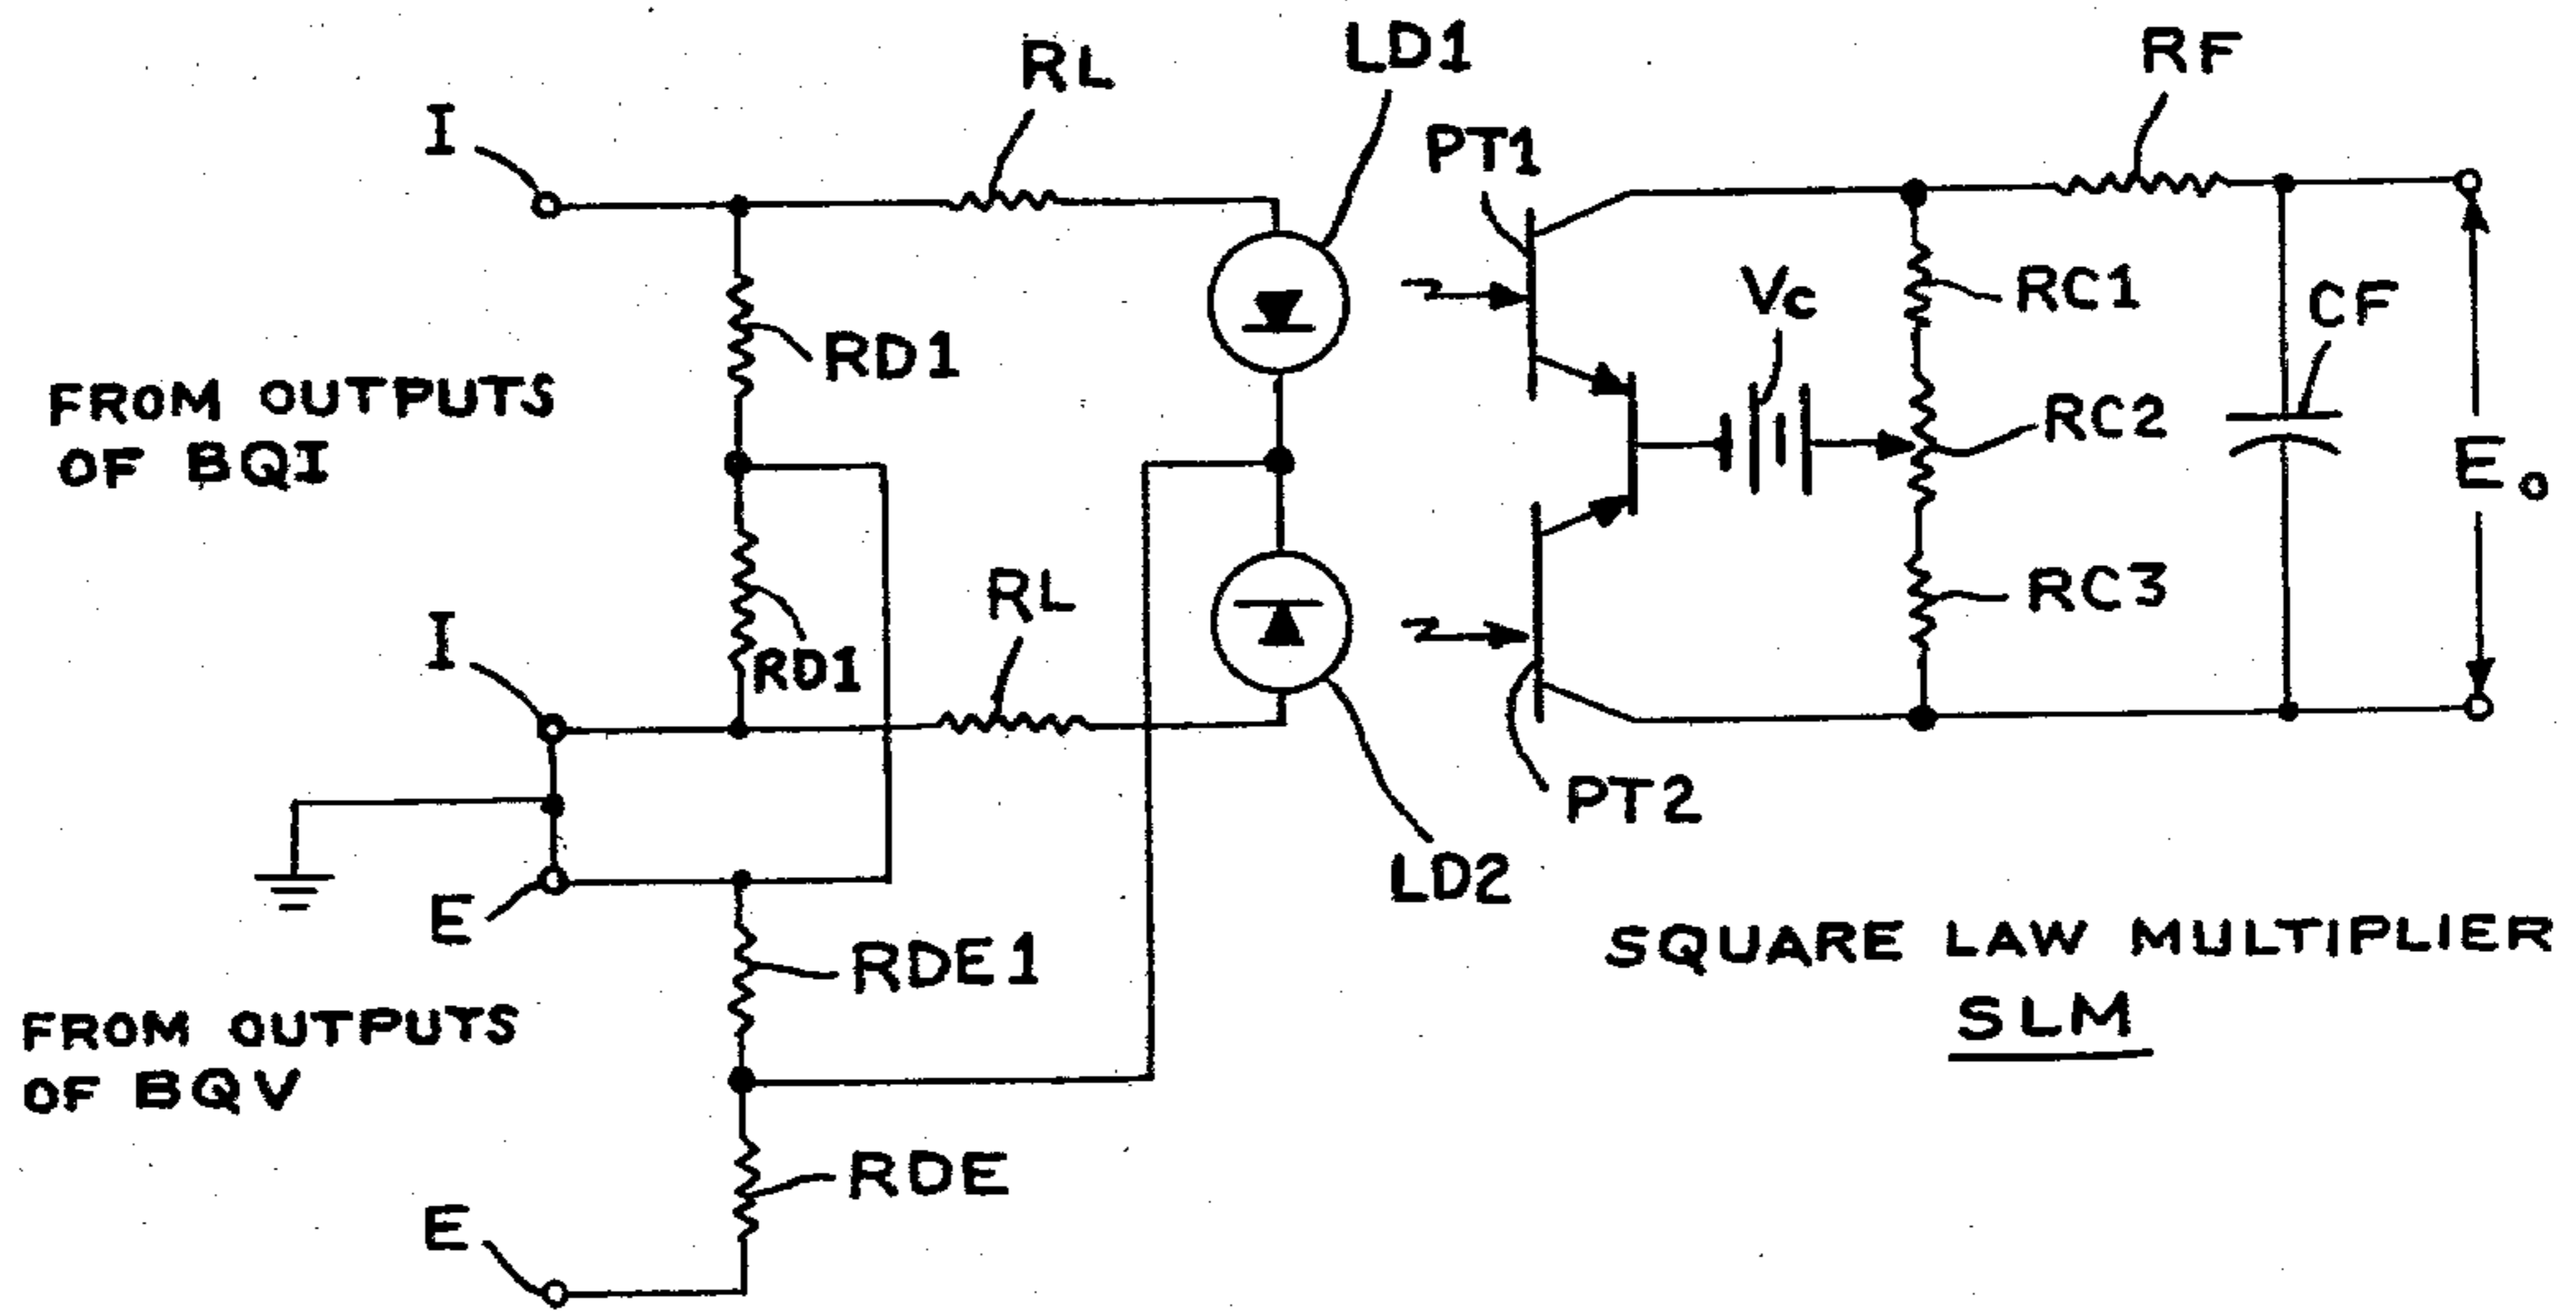 RL
LD1
RF
I
PT1
Vc
RC1
CF
RD1
FROM OUTPUTS
OF BQI
RC2
Eo
RL
RC3
I
RD1
PT2
LD2
E
RDE1
SQUARE LAW MULTIPLIER
SLM
FROM OUTPUTS
OF BQV
RDE
E